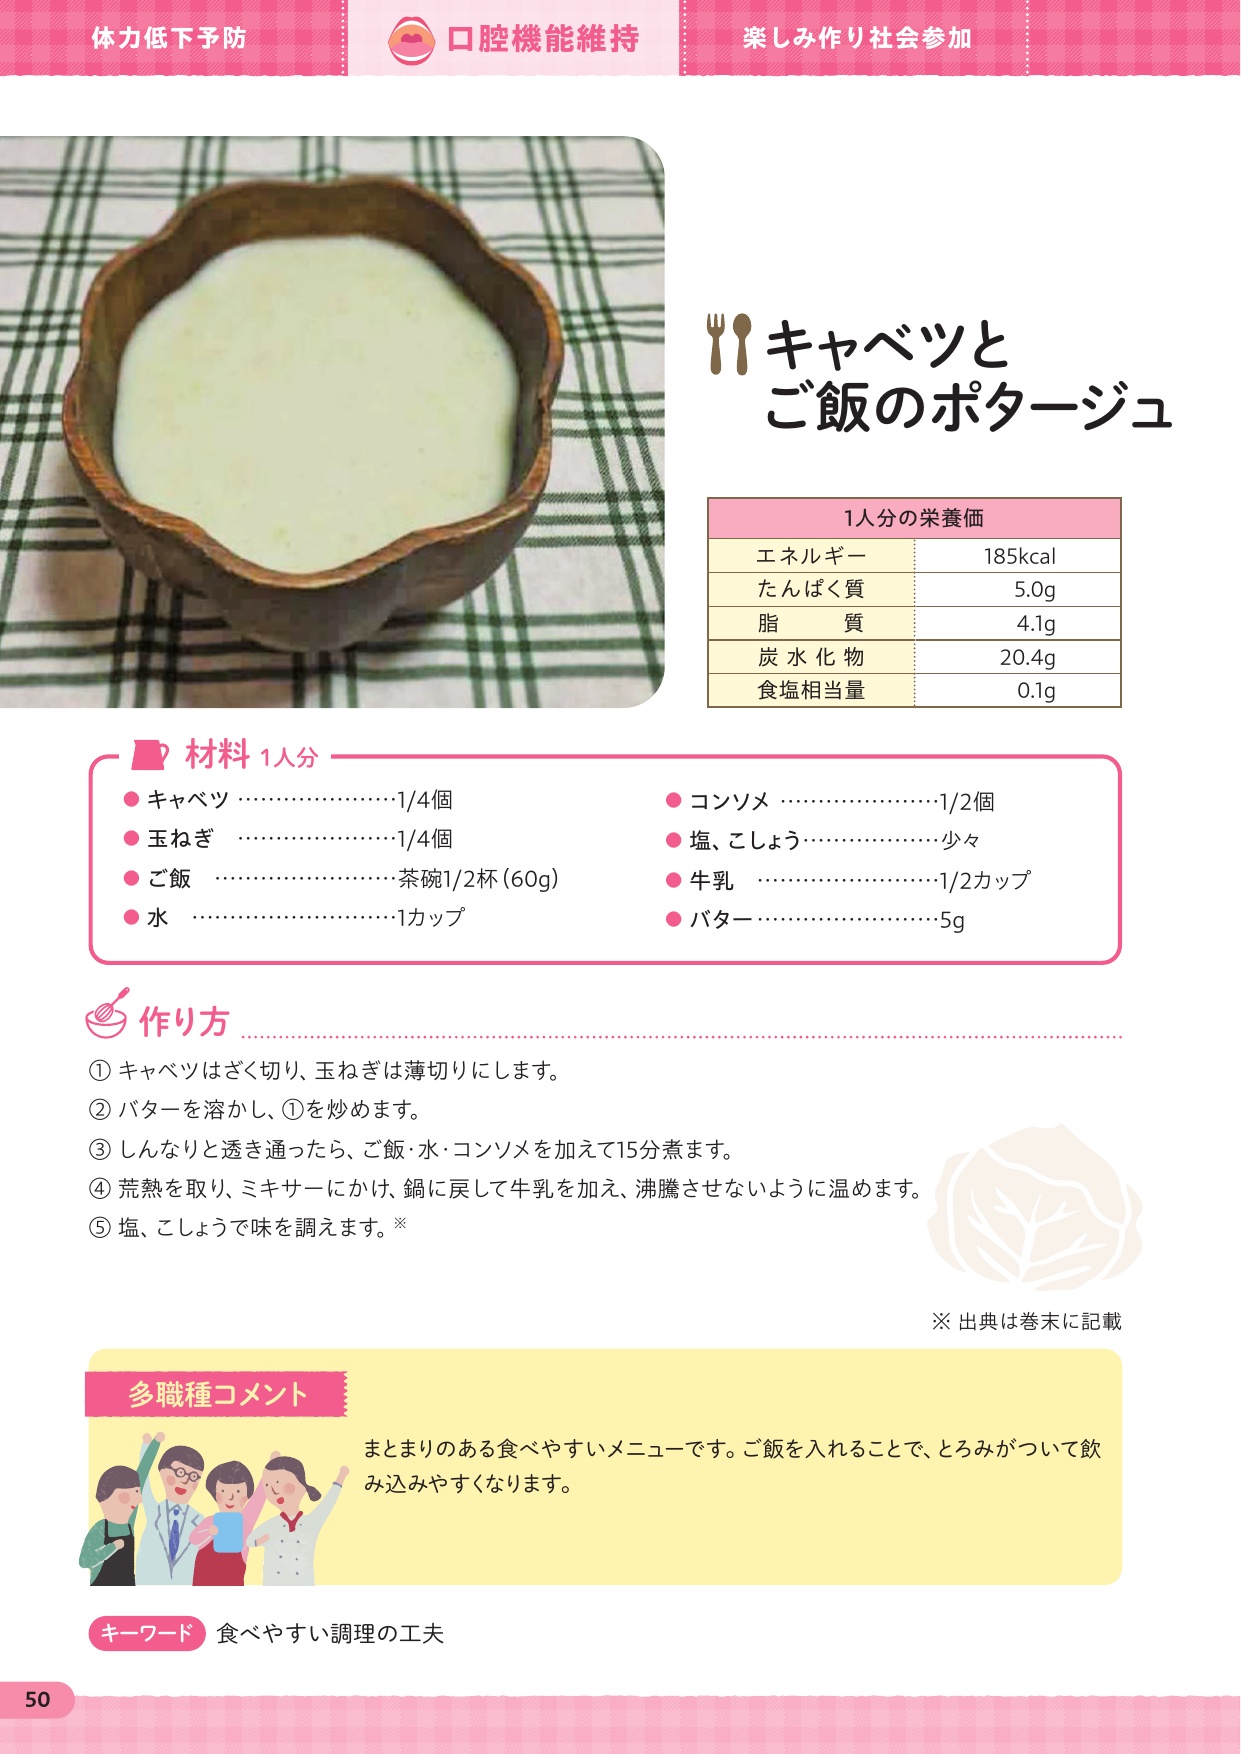 体力低下予防
口腔機能維持
楽しみ作り社会参加
キャベツと
ご飯のポタージュ
1人分の栄養価
エネルギー 185kcal
たんぱく質 5.0g
脂 質 4.1g
炭水化物 20.4g
食塩相当量 0.1g
材料 1人分
● キャベツ …………………1/4個
● 玉ねぎ …………………1/4個
● ご飯 ……………………茶碗1/2杯(60g)
● 水 ………………………1カップ
● コンソメ …………………1/2個
● 塩、こしょう………………少々
● 牛乳 ……………………1/2カップ
● バター……………………5g
作り方
① キャベツはざく切り、玉ねぎは薄切りにします。
② バターを溶かし、①を炒めます。
③ しんなりと透き通ったら、ご飯・水・コンソメを加えて15分煮ます。
④ 荒熱を取り、ミキサーにかけ、鍋に戻して牛乳を加え、沸騰させないように温めます。
⑤ 塩、こしょうで味を調えます。※
※ 出典は巻末に記載
多職種コメント
まとまりのある食べやすいメニューです。ご飯を入れることで、とろみがついて飲
み込みやすくなります。
キーワード 食べやすい調理の工夫
50